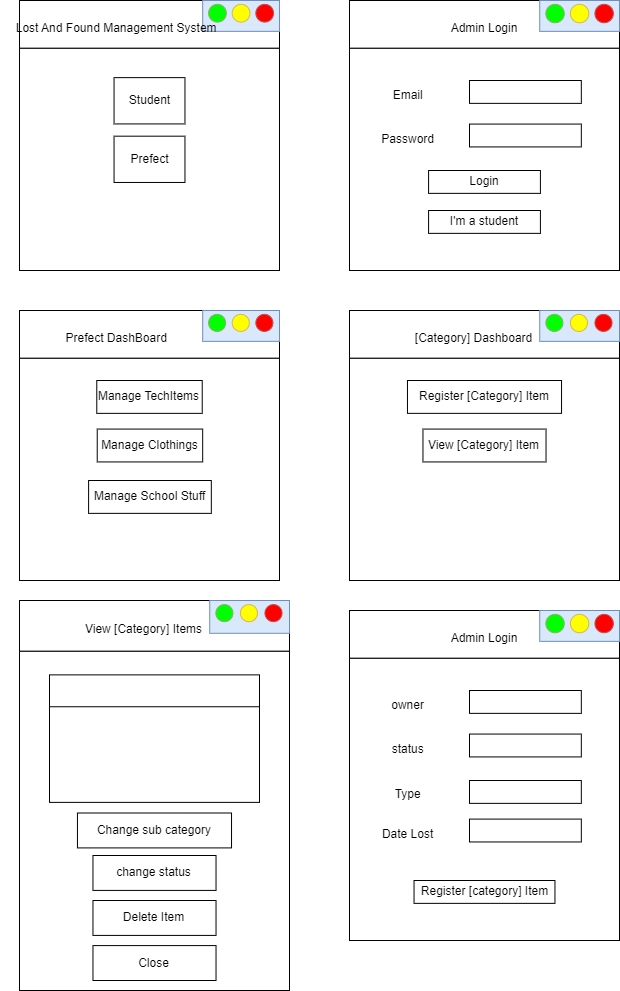 Lost And Found Management System
Student
Prefect
Admin Login
Email
Password
Login
I'm a student
Prefect DashBoard
Manage TechItems
Manage Clothings
Manage School Stuff
[Category] Dashboard
Register [Category] Item
View [Category] Item
View [Category] Items
Change sub category
change status
Delete Item
Close
Admin Login
owner
status
Type
Date Lost
Register [category] Item